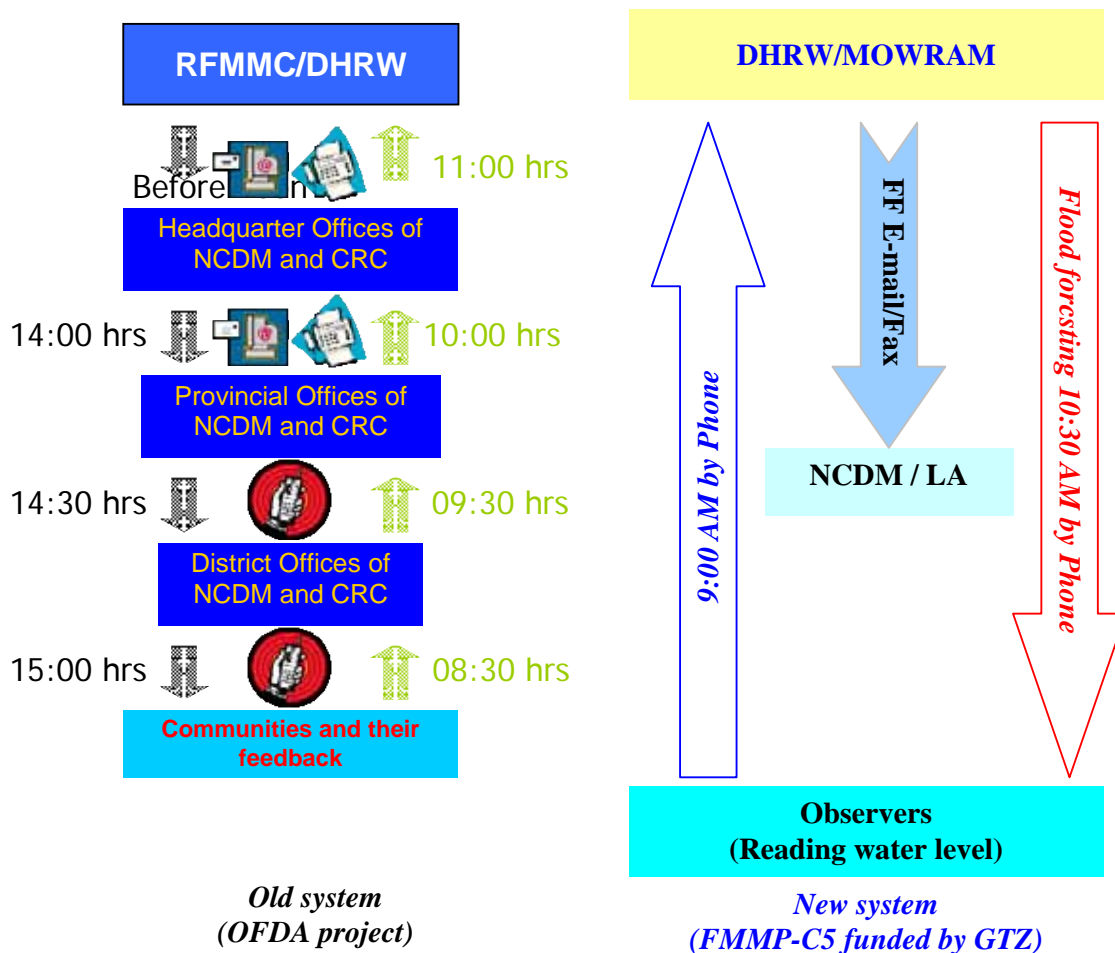 RFMMC/DHRW
11:00 hrs
Before
Headquarter Offices of
NCDM and CRC
14:00 hrs
10:00 hrs
Provincial Offices of
NCDM and CRC
14:30 hrs
09:30 hrs
District Offices of
NCDM and CRC
15:00 hrs
08:30 hrs
Communities and their
feedback
Old system
(OFDA project)
DHRW/MOWRAM
9:00 AM by Phone
FF E-mail/Fax
Flood forcsting 10:30 AM by Phone
NCDM / LA
Observers
(Reading water level)
New system
(FMMP-C5 funded by GTZ)